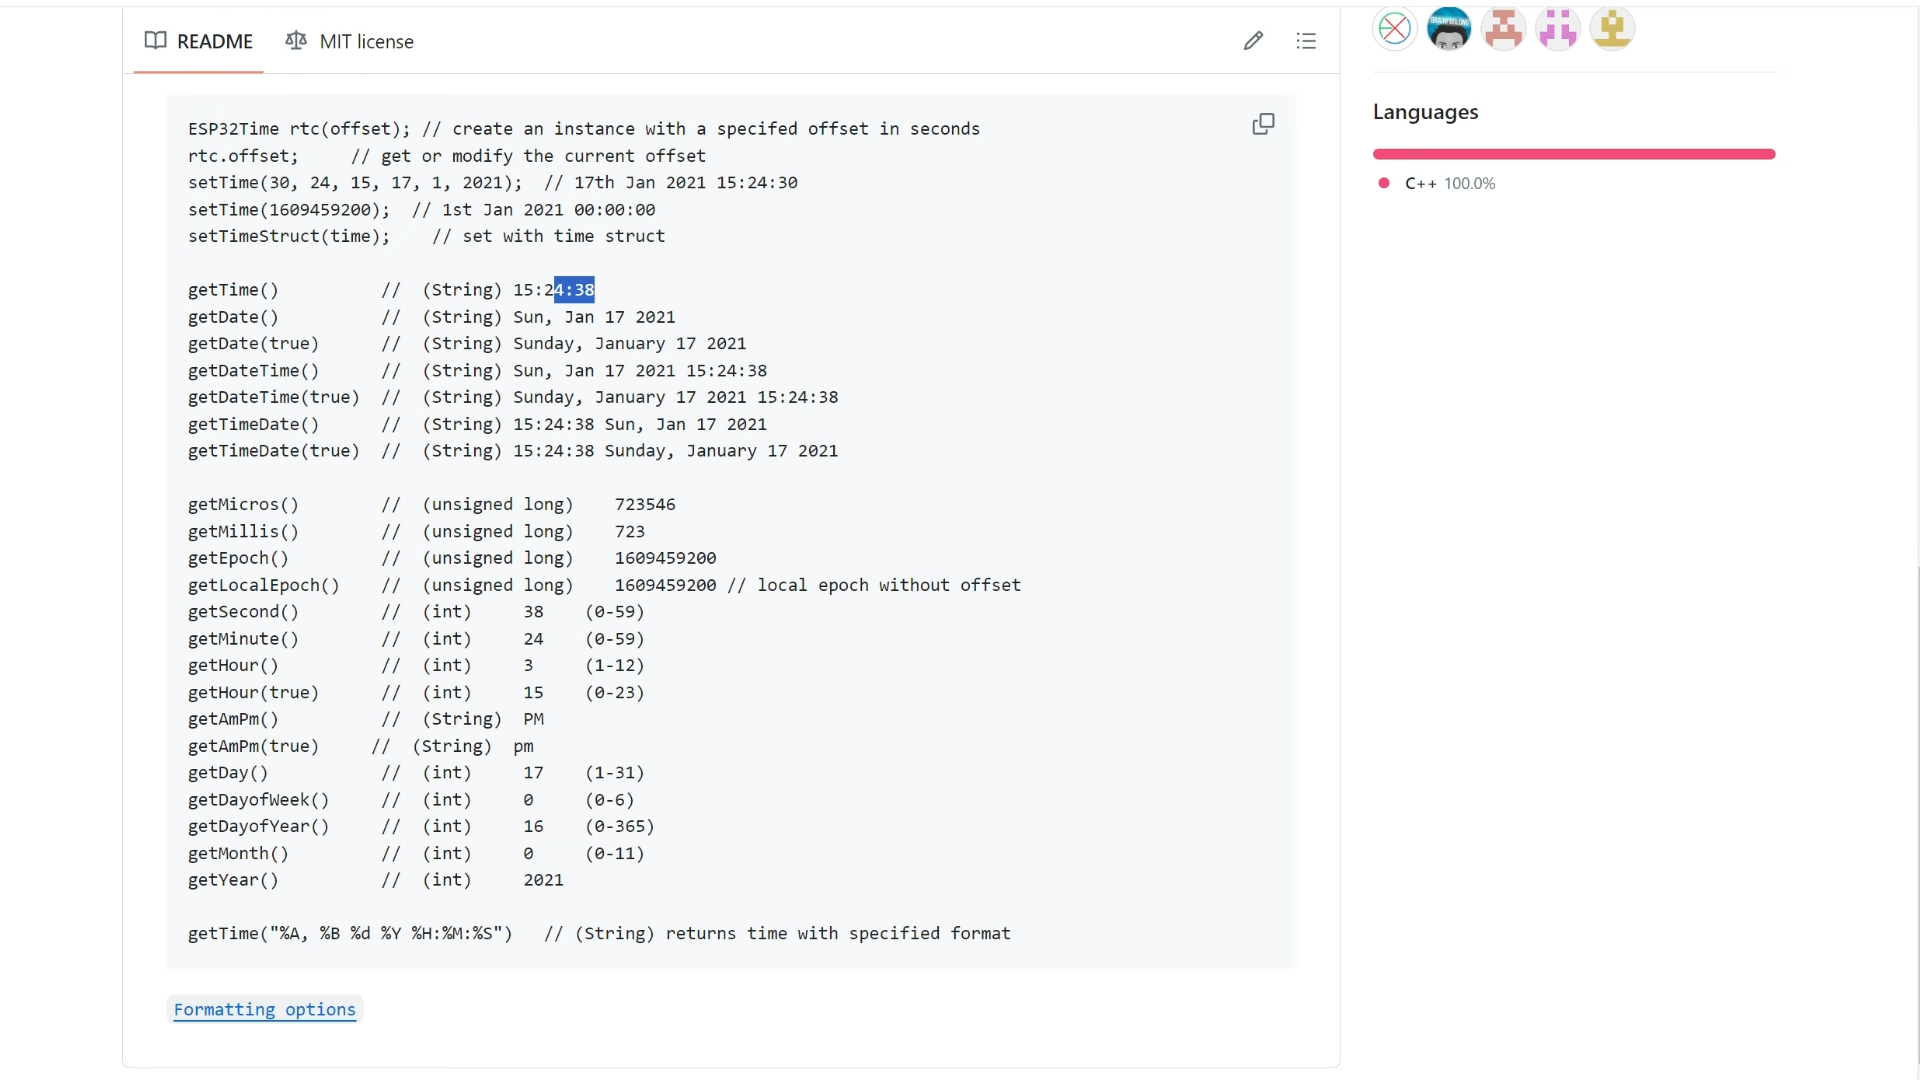 README
MIT license
BRAINFOOLONG
ESP32Time rtc(offset); // create an instance with a specifed offset in seconds
rtc.offset;     // get or modify the current offset
setTime(30, 24, 15, 17, 1, 2021);  // 17th Jan 2021 15:24:30
setTime(1609459200);  // 1st Jan 2021 00:00:00
setTimeStruct(time);    // set with time struct
getTime()          //  (String) 15:24:38
getDate()          //  (String) Sun, Jan 17 2021
getDate(true)      //  (String) Sunday, January 17 2021
getDateTime()      //  (String) Sun, Jan 17 2021 15:24:38
getDateTime(true)  //  (String) Sunday, January 17 2021 15:24:38
getTimeDate()      //  (String) 15:24:38 Sun, Jan 17 2021
getTimeDate(true)  //  (String) 15:24:38 Sunday, January 17 2021
getMicros()        //  (unsigned long)    723546
getMillis()        //  (unsigned long)    723
getEpoch()         //  (unsigned long)    1609459200
getLocalEpoch()    //  (unsigned long)    1609459200 // local epoch without offset
getSecond()        //  (int)     38    (0-59)
getMinute()        //  (int)     24    (0-59)
getHour()          //  (int)     3     (1-12)
getHour(true)      //  (int)     15    (0-23)
getAmPm()          //  (String)  PM
getAmPm(true)     //  (String)  pm
getDay()           //  (int)     17    (1-31)
getDayofWeek()     //  (int)     0     (0-6)
getDayofYear()     //  (int)     16    (0-365)
getMonth()         //  (int)     0     (0-11)
getYear()          //  (int)     2021
getTime("%A, %B %d %Y %H:%M:%S")   // (String) returns time with specified format
Formatting options
Languages
C++ 100.0%